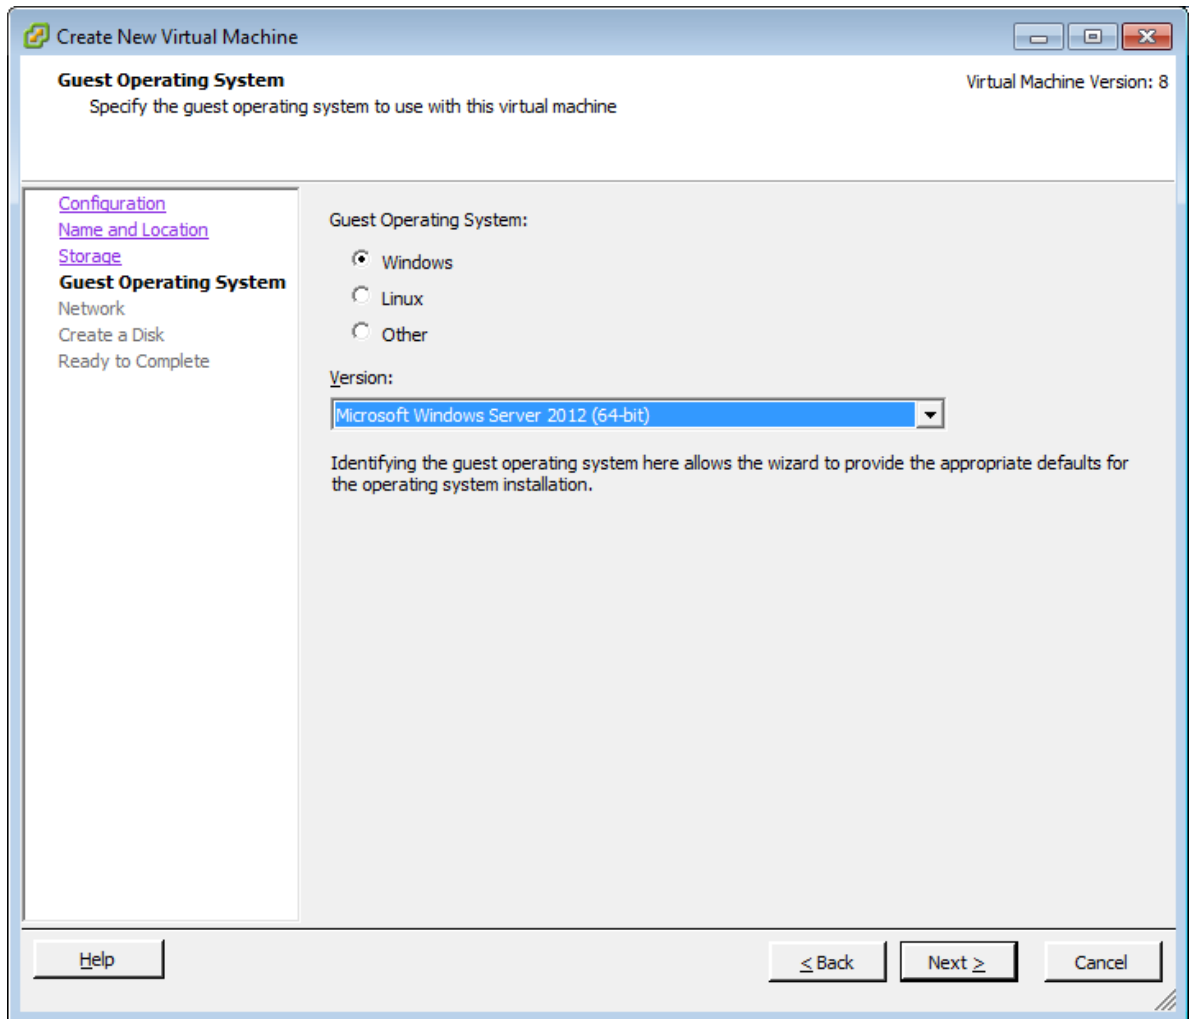 Create New Virtual Machine
Guest Operating System
Virtual Machine Version: 8
Specify the guest operating system to use with this virtual machine
Configuration
Name and Location
Storage
Guest Operating System
Network
Create a Disk
Ready to Complete
Guest Operating System:
Windows
Linux
Other
Version:
Microsoft Windows Server 2012 (64-bit)
Identifying the guest operating system here allows the wizard to provide the appropriate defaults for
the operating system installation.
Help
< Back
Next >
Cancel